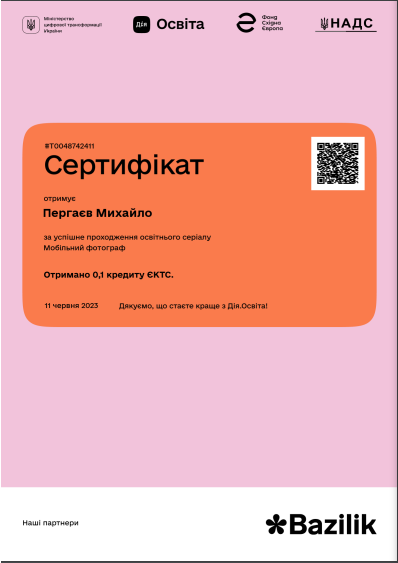 Міністерство
цифрової трансформації
України
Дія
Освіта
Фонд
Східна
Європа
НАДС
#T0048742411
Сертифікат
отримує
Пергаєв Михайло
за успішне проходження освітнього серіалу
Мобільний фотограф
Отримано 0,1 кредиту ЄКТС.
11 червня 2023
Дякуємо, що стаєте краще з Дія.Освіта!
Наші партнери
Bazilik